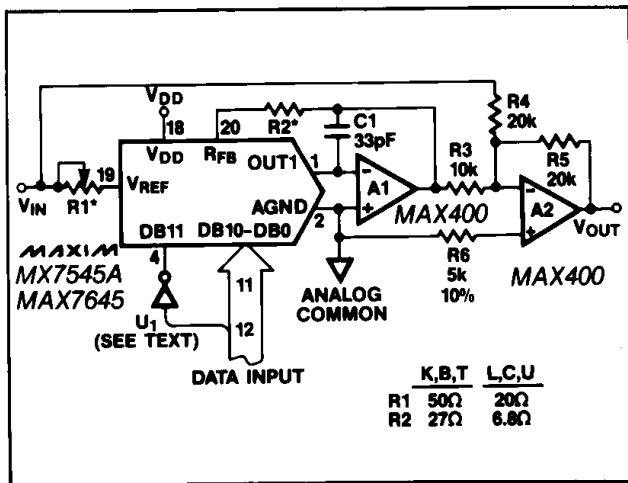 VDD
18
VDD
20
RFB
R2*
C1
33pF
R4
20k
R3
10k
R5
20k
OUT1
1
A1
MAX400
19
VREF
VIN
R1*
AGND
2
A2
VOUT
MAX400
DB11
DB10-DB0
4
MAXIM
MX7545A
MAX7645
U1
(SEE TEXT)
11
12
DATA INPUT
ANALOG
COMMON
R6
5k
10%
K,B,T L,C,U
R1 50Ω 20Ω
R2 27Ω 6.8Ω